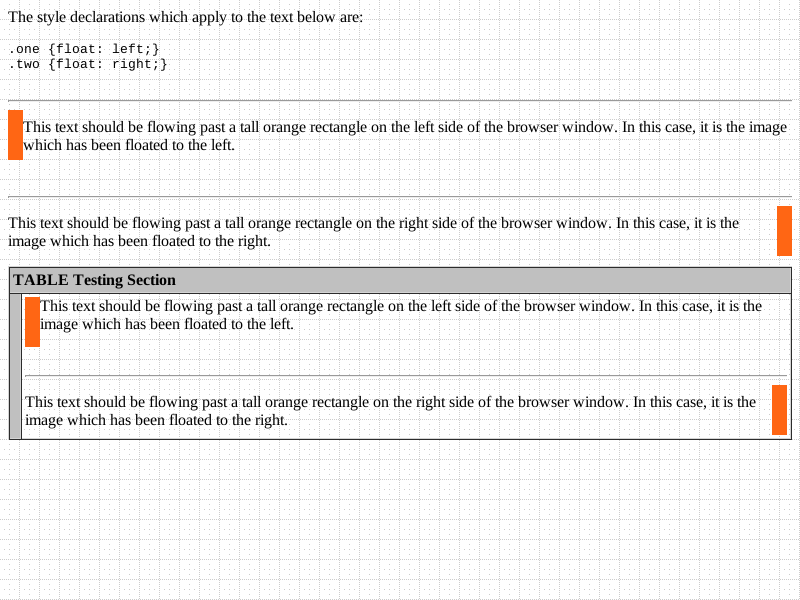 The style declarations which apply to the text below are:
.one {float: left;}
.two {float: right;}
This text should be flowing past a tall orange rectangle on the left side of the browser window. In this case, it is the image
which has been floated to the left.
This text should be flowing past a tall orange rectangle on the right side of the browser window. In this case, it is the
image which has been floated to the right.
TABLE Testing Section
This text should be flowing past a tall orange rectangle on the left side of the browser window. In this case, it is the
image which has been floated to the left.
This text should be flowing past a tall orange rectangle on the right side of the browser window. In this case, it is the
image which has been floated to the right.